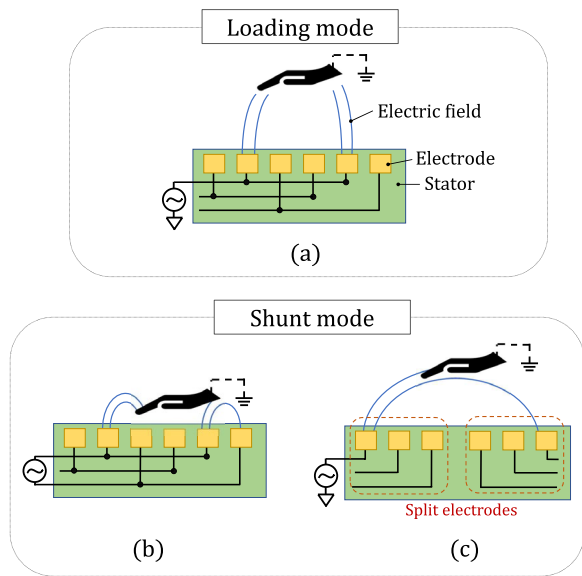 Loading mode
Electric field
Electrode
Stator
(a)
Shunt mode
Split electrodes
(b)
(c)